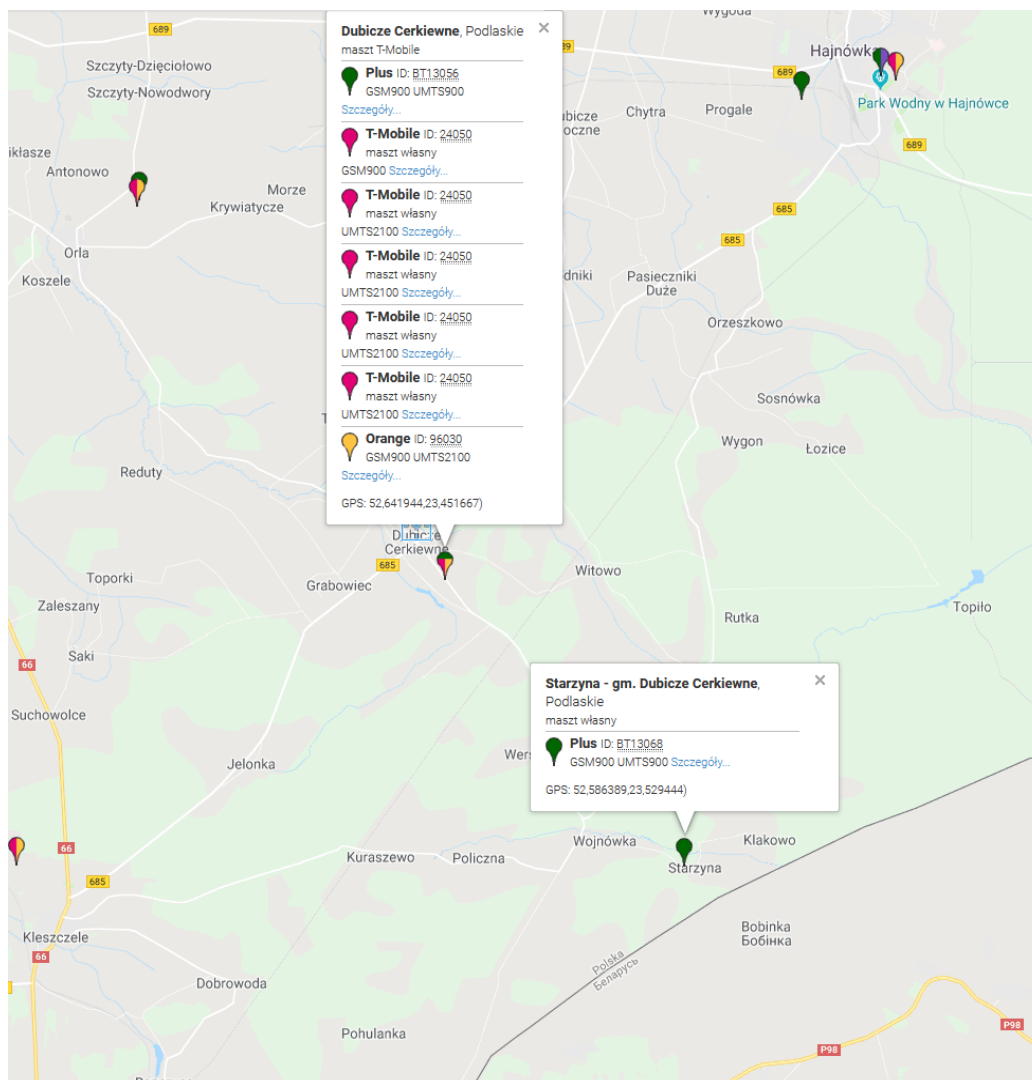 Wygoda
689
Dubicze Cerkiewne, Podlaskie
×
maszt T-Mobile
Plus ID: BT13056
GSM900 UMTS900
Szczegóły...
T-Mobile ID: 24050
maszt własny
GSM900 Szczegóły...
T-Mobile ID: 24050
maszt własny
UMTS2100 Szczegóły...
T-Mobile ID: 24050
maszt własny
UMTS2100 Szczegóły...
T-Mobile ID: 24050
maszt własny
UMTS2100 Szczegóły...
T-Mobile ID: 24050
maszt własny
UMTS2100 Szczegóły...
Orange ID: 96030
GSM900 UMTS2100
Szczegóły...
GPS: 52,641944,23,451667)
Hajnówka
Szczyty-Dzięciołowo
689
Szczyty-Nowodwory
Park Wodny w Hajnówce
Chytra
Progale
689
Antonowo
Morze
Krywiatycze
685
Orla
685
Koszele
Pasieczniki
Duże
Orzeszkowo
Sosnówka
Wygon
Łozice
Reduty
Dubicze
Cerkiewne
685
Witowo
Toporki
Grabowiec
Zaleszany
Topiło
Rutka
Saki
66
Starzyna - gm. Dubicze Cerkiewne,
×
Podlaskie
maszt własny
Plus ID: BT13068
GSM900 UMTS900 Szczegóły...
GPS: 52,586389,23,529444)
Suchowolce
Jelonka
66
Wojnówka
Klakowo
Kuraszewo
Policzna
Starzyna
685
Bobinka
Бобінка
Kleszczele
66
Polska
Беларусь
Dobrowoda
P98
Pohulanka
P98